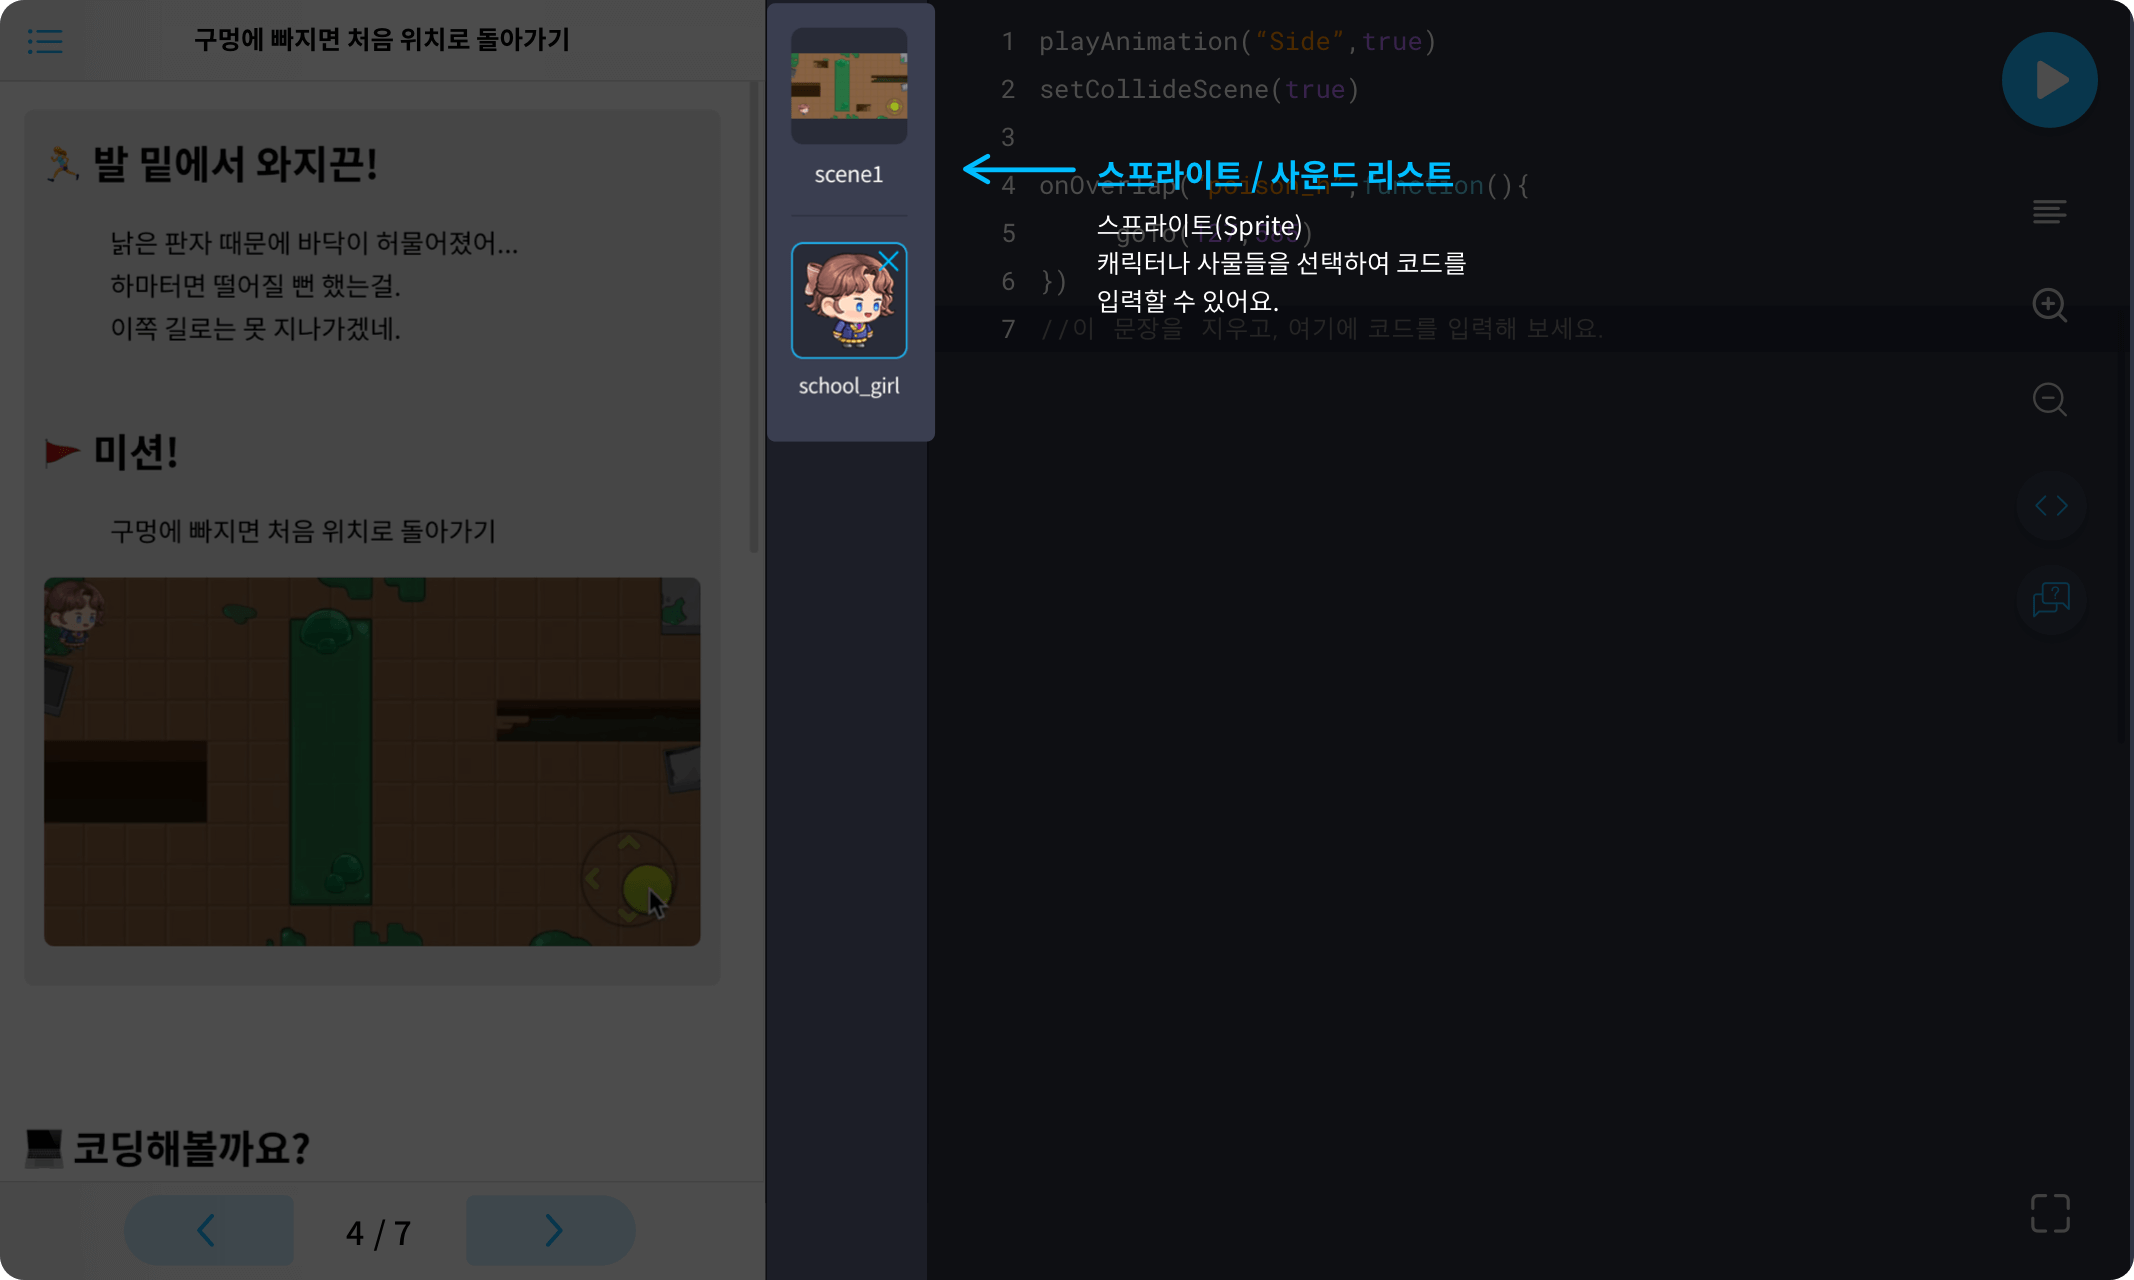 구멍에 빠지면 처음 위치로 돌아가기
발 밑에서 와지끈!
낡은 판자 때문에 바닥이 허물어졌어...
하마터면 떨어질 뻔 했는걸.
이쪽 길로는 못 지나가겠네.
미션!
구멍에 빠지면 처음 위치로 돌아가기
코딩해볼까요?
4 / 7
scene1
school_girl
1 playAnimation(“Side”,true)
2 setCollideScene(true)
3
스프라이트 / 사운드 리스트
4 onOverlap( function(){
스프라이트(Sprite)
5 goTo(
캐릭터나 사물들을 선택하여 코드를
6 })
입력할 수 있어요.
7 //이 문장을 지우고, 여기에 코드를 입력해 보세요.